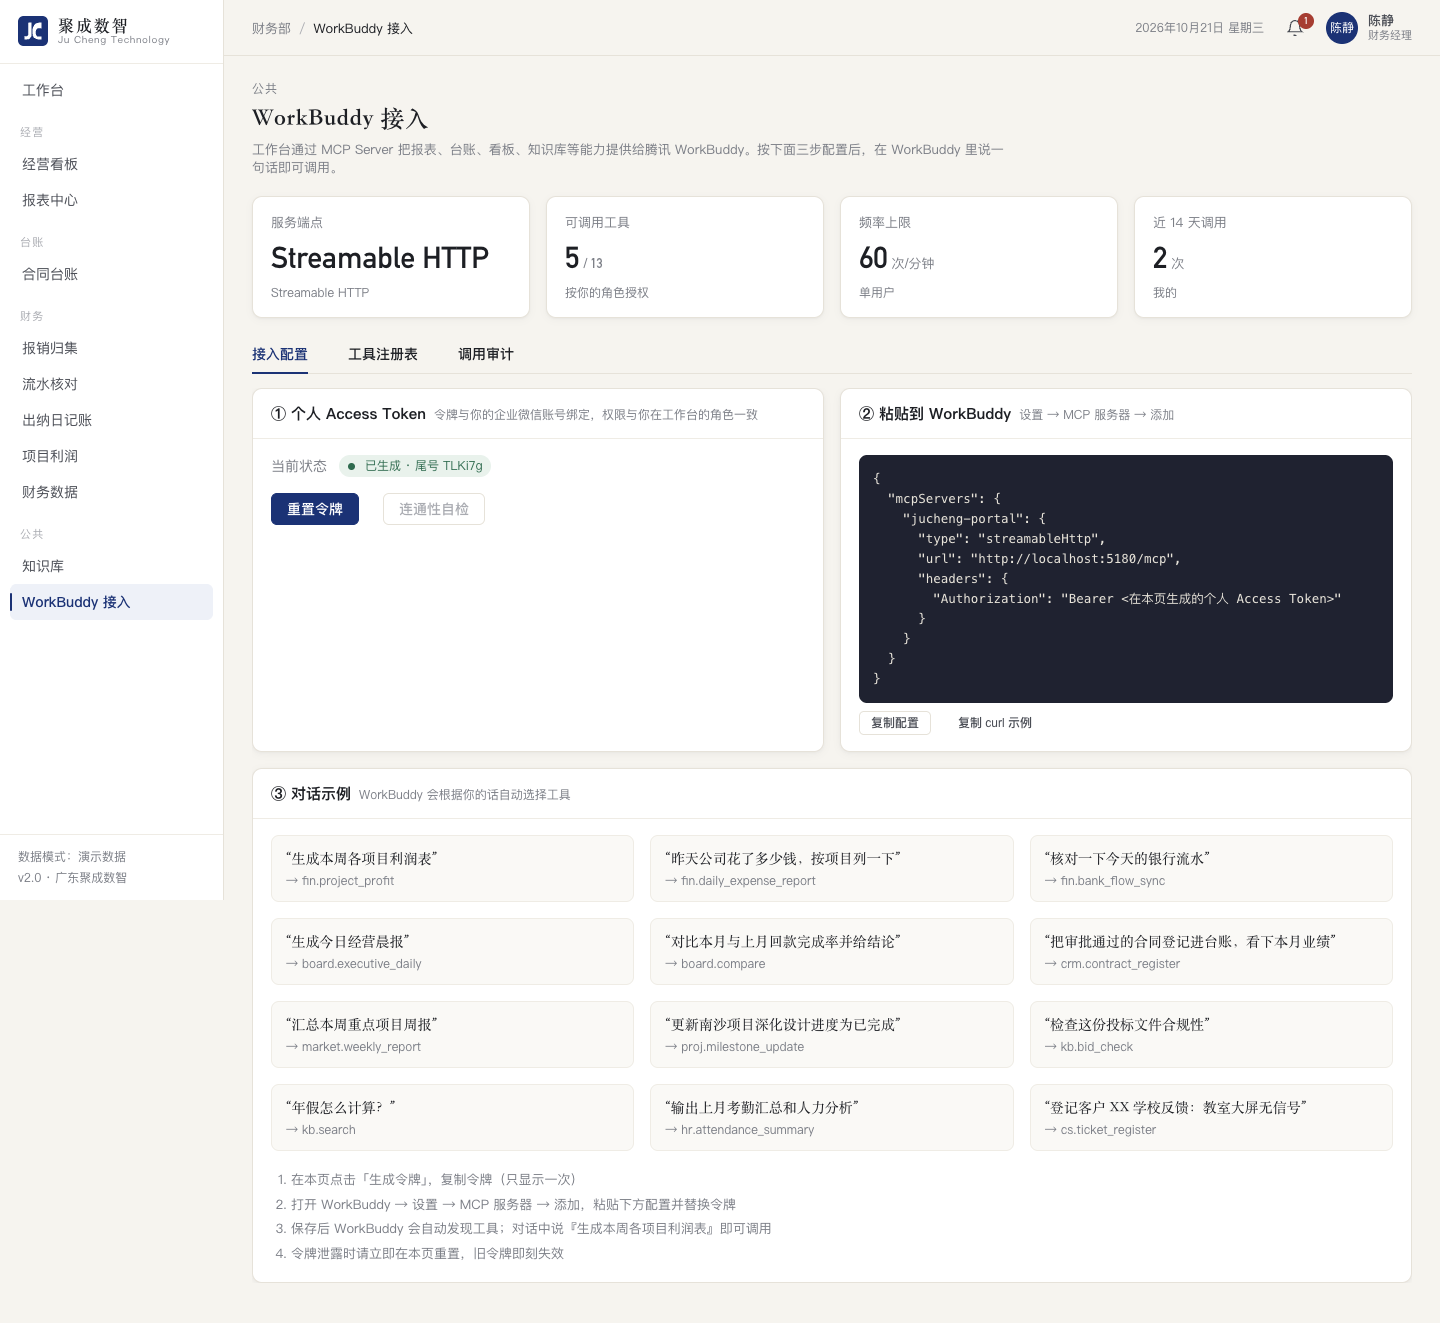 聚成数智
Ju Cheng Technology
工作台
经营
经营看板
报表中心
台账
合同台账
财务
报销归集
流水核对
出纳日记账
项目利润
财务数据
公共
知识库
WorkBuddy 接入
数据模式：演示数据
v2.0 · 广东聚成数智
财务部 / WorkBuddy 接入
2026年10月21日 星期三
1
陈静
陈静
财务经理
公共
WorkBuddy 接入
工作台通过 MCP Server 把报表、台账、看板、知识库等能力提供给腾讯 WorkBuddy。按下面三步配置后，在 WorkBuddy 里说一
句话即可调用。
服务端点
Streamable HTTP
Streamable HTTP
可调用工具
5 / 13
按你的角色授权
频率上限
60 次/分钟
单用户
近 14 天调用
2 次
我的
接入配置
工具注册表
调用审计
① 个人 Access Token 令牌与你的企业微信账号绑定，权限与你在工作台的角色一致
当前状态
已生成 · 尾号 TLKi7g
重置令牌
连通性自检
② 粘贴到 WorkBuddy 设置 → MCP 服务器 → 添加
{
"mcpServers": {
"jucheng-portal": {
"type": "streamableHttp",
"url": "http://localhost:5180/mcp",
"headers": {
"Authorization": "Bearer <在本页生成的个人 Access Token>"
}
}
}
}
复制配置
复制 curl 示例
③ 对话示例 WorkBuddy 会根据你的话自动选择工具
“生成本周各项目利润表”
→ fin.project_profit
“昨天公司花了多少钱，按项目列一下”
→ fin.daily_expense_report
“核对一下今天的银行流水”
→ fin.bank_flow_sync
“生成今日经营晨报”
→ board.executive_daily
“对比本月与上月回款完成率并给结论”
→ board.compare
“把审批通过的合同登记进台账，看下本月业绩”
→ crm.contract_register
“汇总本周重点项目周报”
→ market.weekly_report
“更新南沙项目深化设计进度为已完成”
→ proj.milestone_update
“检查这份投标文件合规性”
→ kb.bid_check
“年假怎么计算？”
→ kb.search
“输出上月考勤汇总和人力分析”
→ hr.attendance_summary
“登记客户 XX 学校反馈：教室大屏无信号”
→ cs.ticket_register
1. 在本页点击「生成令牌」，复制令牌（只显示一次）
2. 打开 WorkBuddy → 设置 → MCP 服务器 → 添加，粘贴下方配置并替换令牌
3. 保存后 WorkBuddy 会自动发现工具；对话中说『生成本周各项目利润表』即可调用
4. 令牌泄露时请立即在本页重置，旧令牌即刻失效